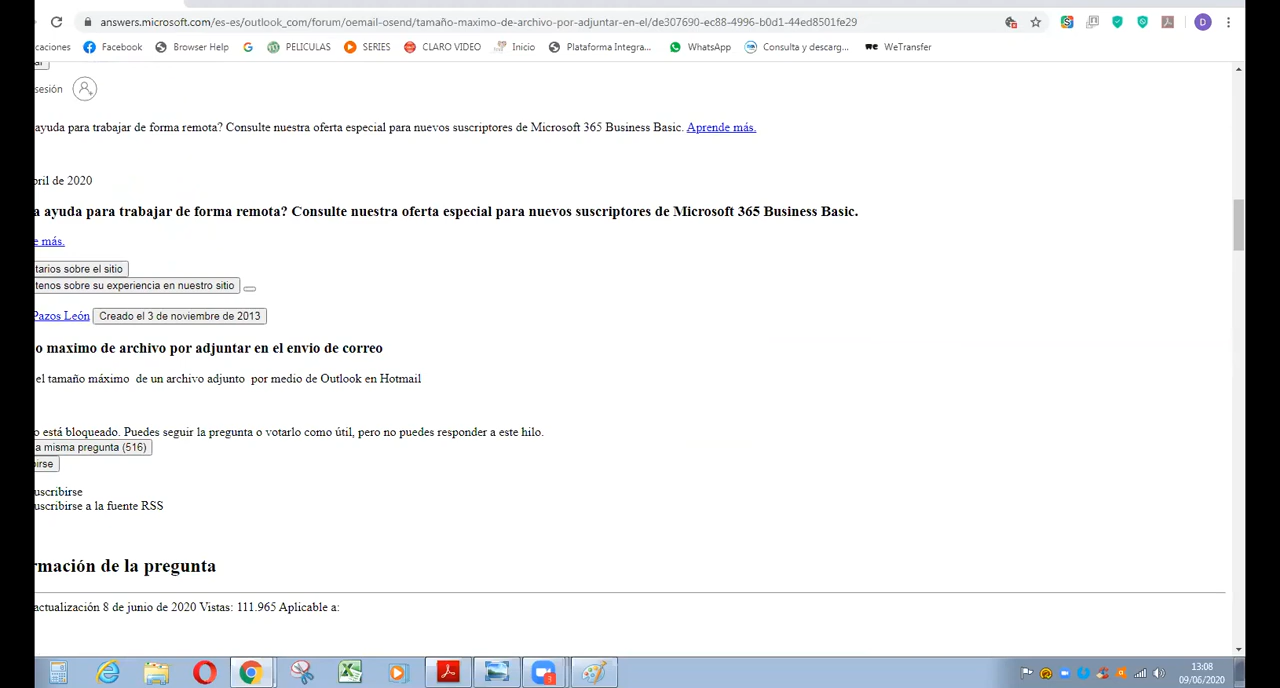 answers.microsoft.com/es-es/outlook_com/forum/oemail-osend/tamaño-maximo-de-archivo-por-adjuntar-en-el/de307690-ec88-4996-b0d1-44ed8501fe29
D
caciones Facebook Browser Help PELICULAS SERIES CLARO VIDEO Inicio Plataforma Integra... WhatsApp Consulta y descarg... WeTransfer
sesión
ayuda para trabajar de forma remota? Consulte nuestra oferta especial para nuevos suscriptores de Microsoft 365 Business Basic. Aprende más.
bril de 2020
a ayuda para trabajar de forma remota? Consulte nuestra oferta especial para nuevos suscriptores de Microsoft 365 Business Basic.
e más.
tarios sobre el sitio
tenos sobre su experiencia en nuestro sitio
Pazos León Creado el 3 de noviembre de 2013
o maximo de archivo por adjuntar en el envio de correo
el tamaño máximo de un archivo adjunto por medio de Outlook en Hotmail
o está bloqueado. Puedes seguir la pregunta o votarlo como útil, pero no puedes responder a este hilo.
a misma pregunta (516)
birse
uscribirse
uscribirse a la fuente RSS
rmación de la pregunta
actualización 8 de junio de 2020 Vistas: 111.965 Aplicable a:
3
13:08
09/06/2020